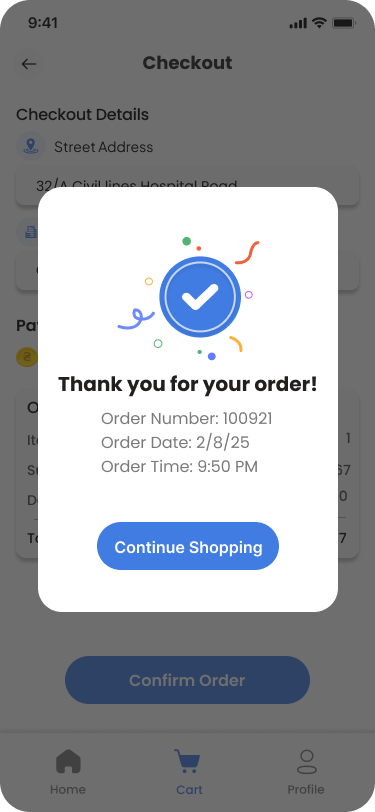 9:41
Checkout
Checkout Details
Street Address
32/A Civil lines Hospital Road
Thank you for your order!
Order Number: 100921
Order Date: 2/8/25
Order Time: 9:50 PM
1
67
0
7
Continue Shopping
Confirm Order
Home
Cart
Profile